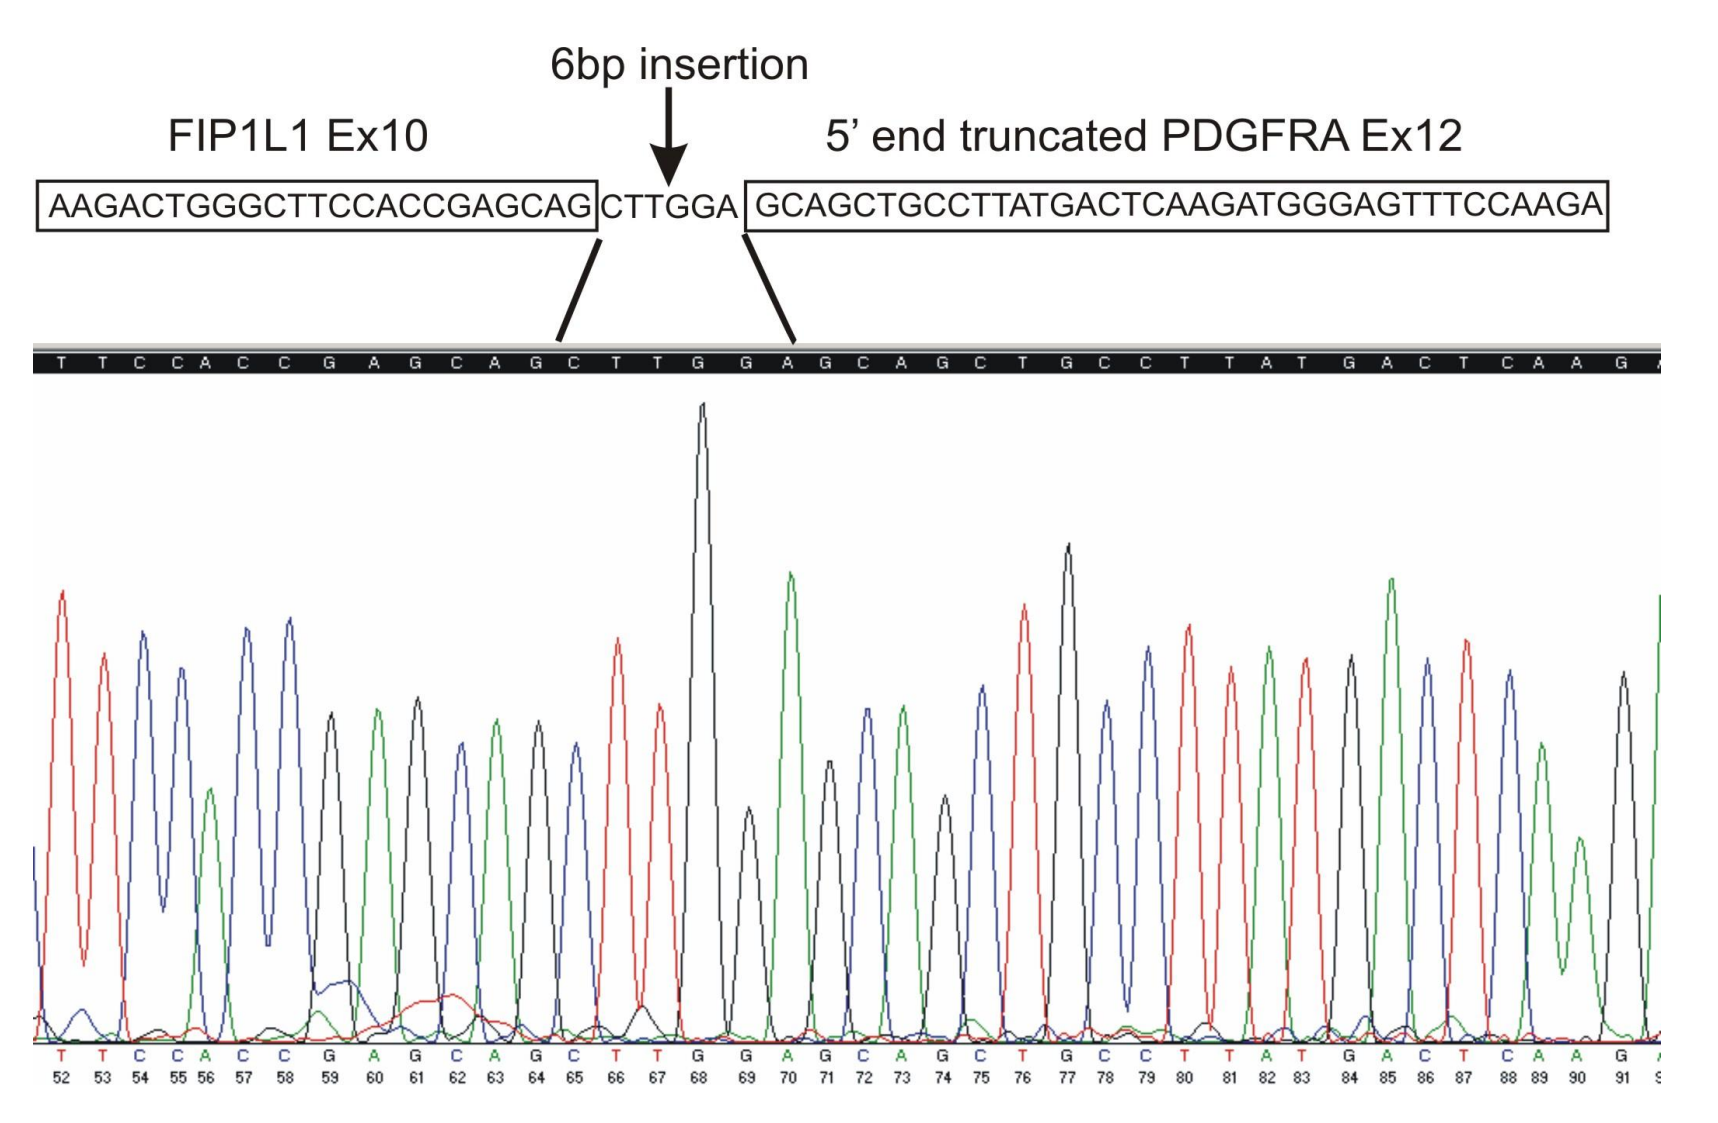 6bp insertion
FIP1L1 Ex10 5’ end truncated PDGFRA Ex12
AAGACTGGGCTTCCACCGAGCAG CTTGGA GCAGCTGCCTTATGACTCAAGATGGGAGTTTCCAAGA
T T C C A C C G A G C A G C T T G G A G C A G C T G C C T T A T G A C T C A A G
T T C C A C C G A G C A G C T T G G A G C A G C T G C C T T A T G A C T C A A G
52 53 54 55 56 57 58 59 60 61 62 63 64 65 66 67 68 69 70 71 72 73 74 75 76 77 78 79 80 81 82 83 84 85 86 87 88 89 90 91